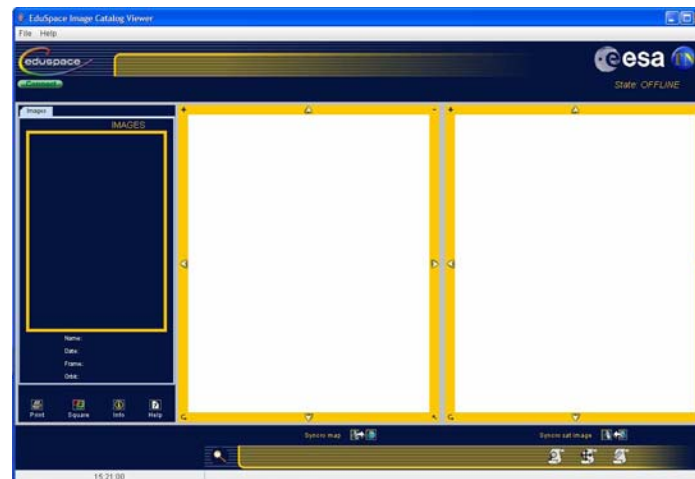 EduSpace Image Catalog Viewer
File Help
eduspace
esa
Connect
State: OFFLINE
Images
IMAGES
Name:
Date:
Frame:
Orbit:
Print Square Info Help
Syncro map
Syncro sat image
15:21:00